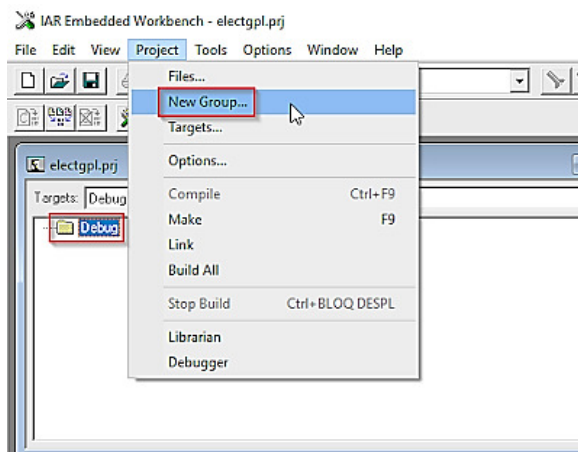 IAR Embedded Workbench - electgpl.prj
File Edit View Project Tools Options Window Help
Files...
New Group...
Targets...
Options...
Compile Ctrl+F9
Make F9
Link
Build All
Stop Build Ctrl+BLOQ DESPL
Librarian
Debugger
electgpl.prj
Targets: Debug
Debug